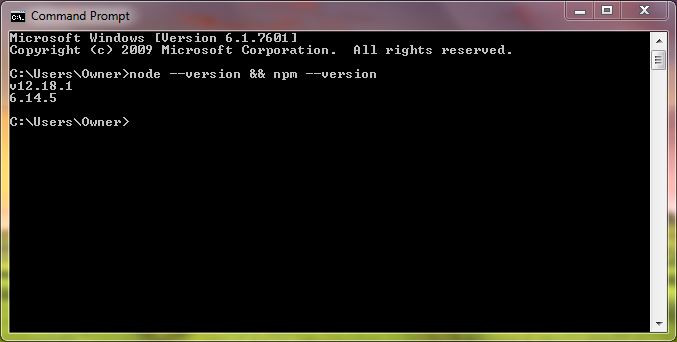 Command Prompt
Microsoft Windows [Version 6.1.7601]
Copyright (c) 2009 Microsoft Corporation.  All rights reserved.
C:\Users\Owner>node --version && npm --version
v12.18.1
6.14.5
C:\Users\Owner>